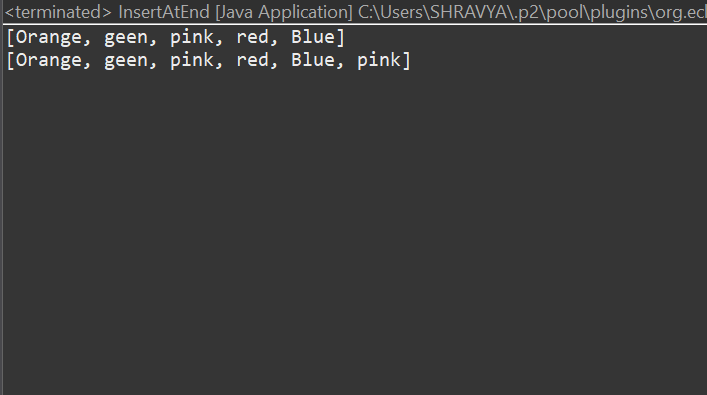 <terminated> InsertAtEnd [Java Application] C:\Users\SHRAVYA\.p2\pool\plugins\org.ecl
[Orange, geen, pink, red, Blue]
[Orange, geen, pink, red, Blue, pink]